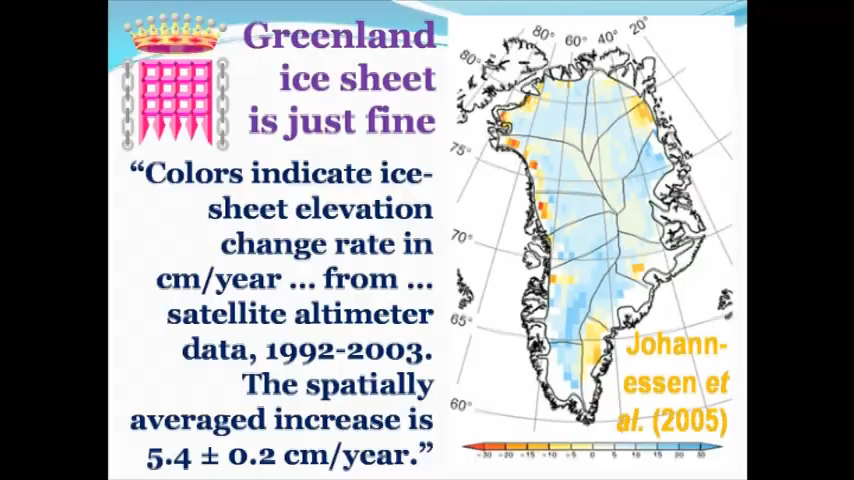 Greenland
ice sheet
is just fine
“Colors indicate ice-
sheet elevation
change rate in
cm/year ... from ...
satellite altimeter
data, 1992-2003.
The spatially
averaged increase is
5.4 ± 0.2 cm/year.”
80° 60° 40° 20°
80°
75°
70°
65°
60°
Johann-
essen et
al. (2005)
-30 -20 -15 -10 -5 0 5 10 15 20 30